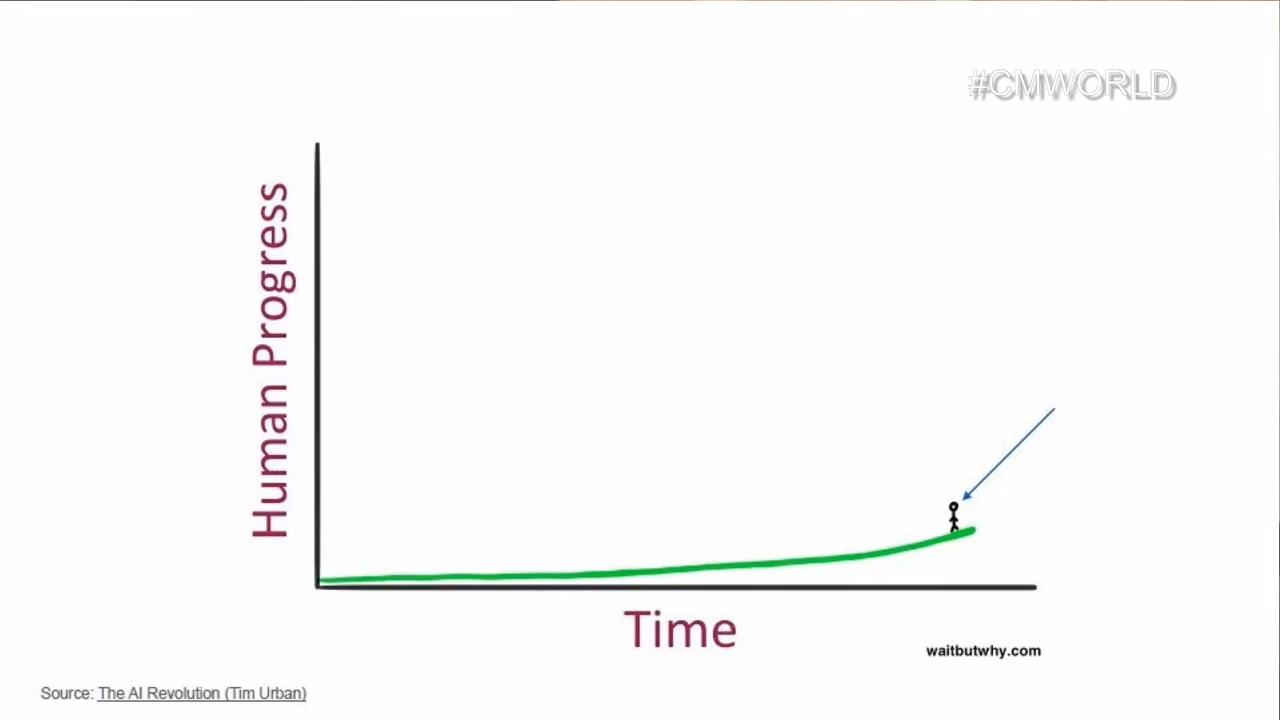 #CMWORLD
Human Progress
Time
waitbutwhy.com
Source: The AI Revolution (Tim Urban)